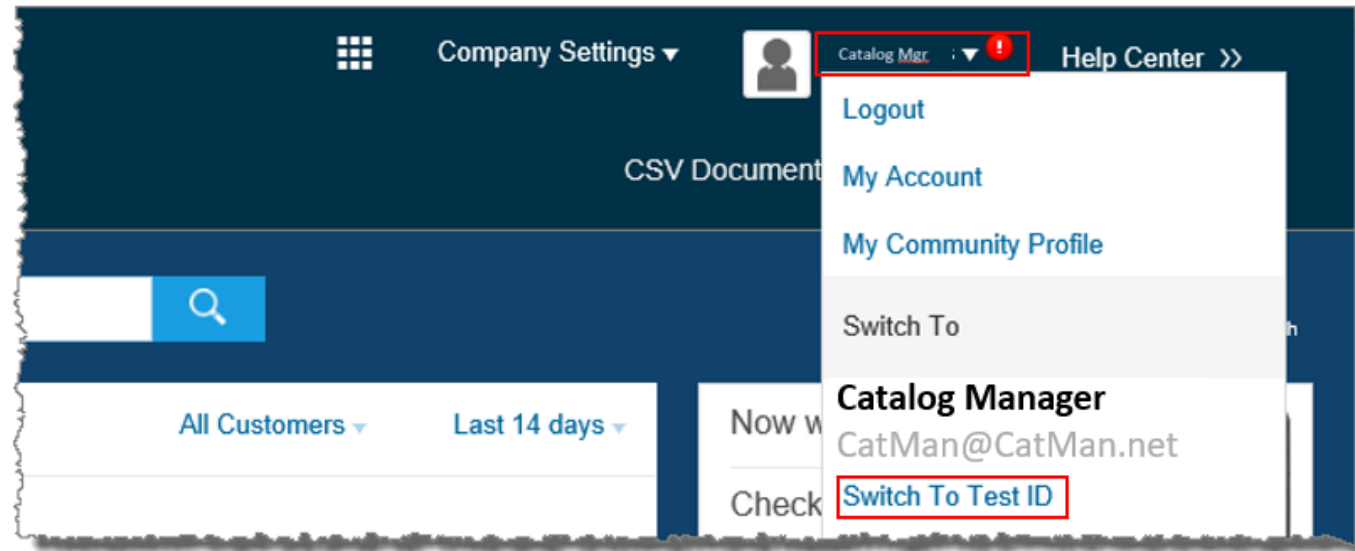 Company Settings
Catalog Mgr.
!
Help Center »
CSV Document
Logout
My Account
My Community Profile
Switch To
h
Catalog Manager
CatMan@CatMan.net
Switch To Test ID
All Customers
Last 14 days
Now w
Check